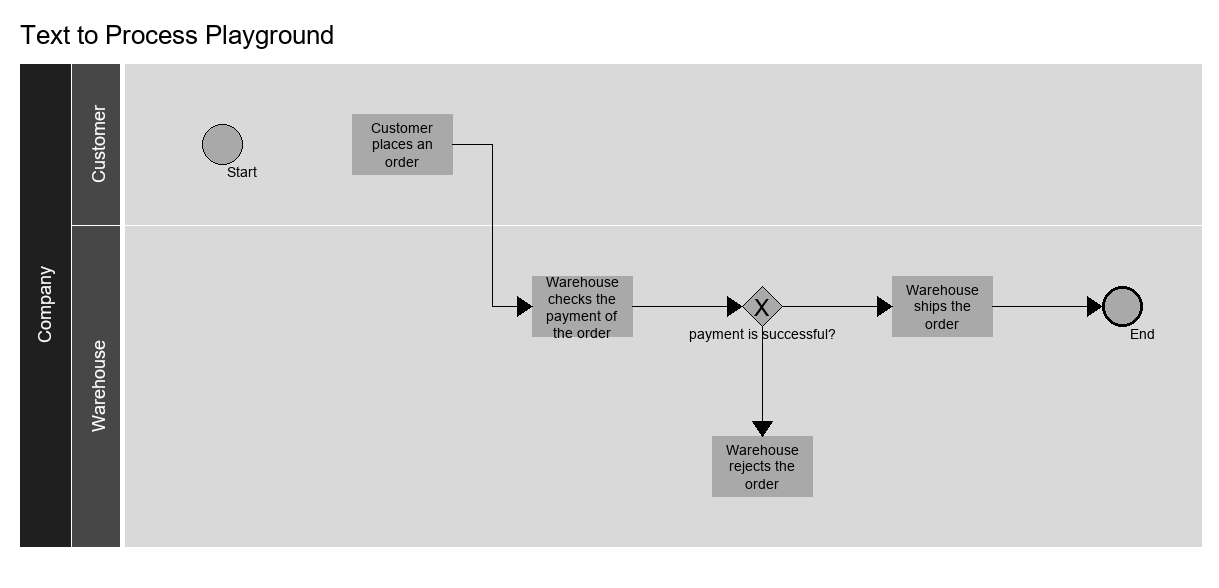 Text to Process Playground
Company
Customer
Start
Customer
places an
order
Warehouse
Warehouse
checks the
payment of
the order
X
payment is successful?
Warehouse
ships the
order
End
Warehouse
rejects the
order